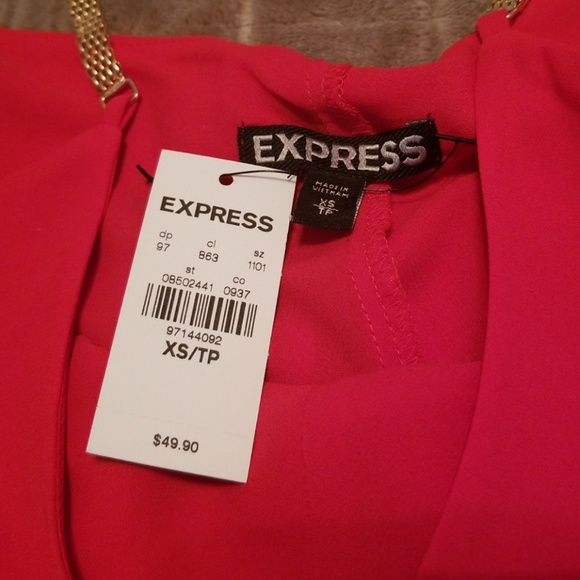 EXPRESS
MADE IN
VIETNAM
XS
TP
EXPRESS
dp cl sz
97 863 1101
st co
08502441 0937
97144092
XS/TP
$49.90